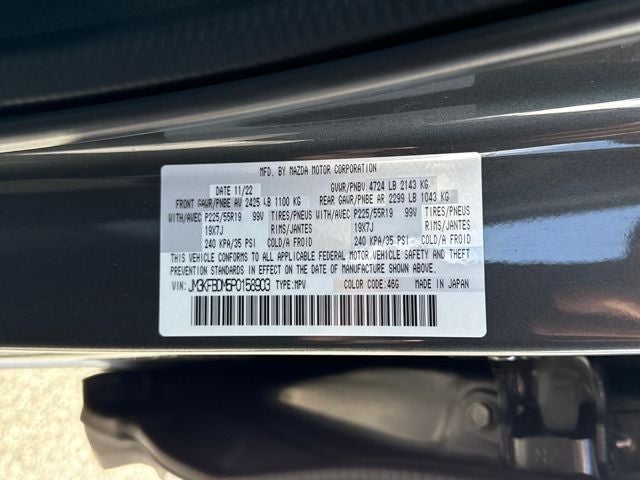 MFD. BY MAZDA MOTOR CORPORATION
DATE 11/22 GVWR/PNBV 4724 LB 2143 KG
FRONT GAWR/PNBE AV 2425 LB 1100 KG REAR GAWR/PNBE AR 2299 LB 1043 KG
WITH/AVEC P225/55R19 99V TIRES/PNEUS WITH/AVEC P225/55R19 99V TIRES/PNEUS
19X7J RIMS/JANTES 19X7J RIMS/JANTES
240 KPA/35 PSI COLD/A FROID 240 KPA/35 PSI COLD/A FROID
THIS VEHICLE CONFORMS TO ALL APPLICABLE FEDERAL MOTOR VEHICLE SAFETY, BUMPER, AND THEFT
PREVENTION STANDARDS IN EFFECT ON THE DATE OF MANUFACTURE SHOWN ABOVE.
VIN: JM3KFBDM5P0158903 TYPE: MPV COLOR CODE: 46G MADE IN JAPAN